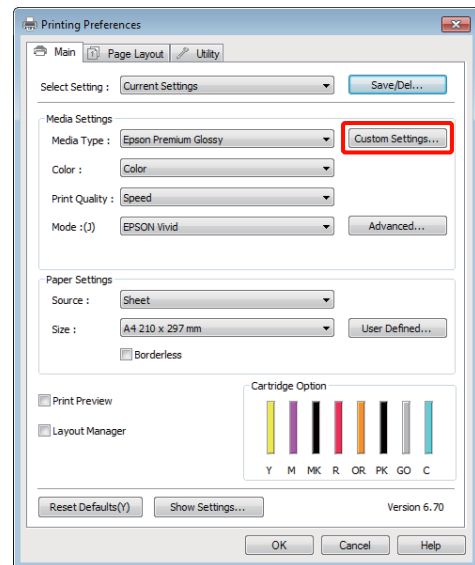 Printing Preferences
Main Page Layout Utility
Select Setting : Current Settings Save/Del...
Media Settings
Media Type : Epson Premium Glossy Custom Settings...
Color : Color
Print Quality : Speed
Mode :(J) EPSON Vivid Advanced...
Paper Settings
Source : Sheet
Size : A4 210 x 297 mm User Defined...
Borderless
Cartridge Option
Print Preview
Layout Manager
Y M MK R OR PK GO C
Reset Defaults(Y) Show Settings... Version 6.70
OK Cancel Help